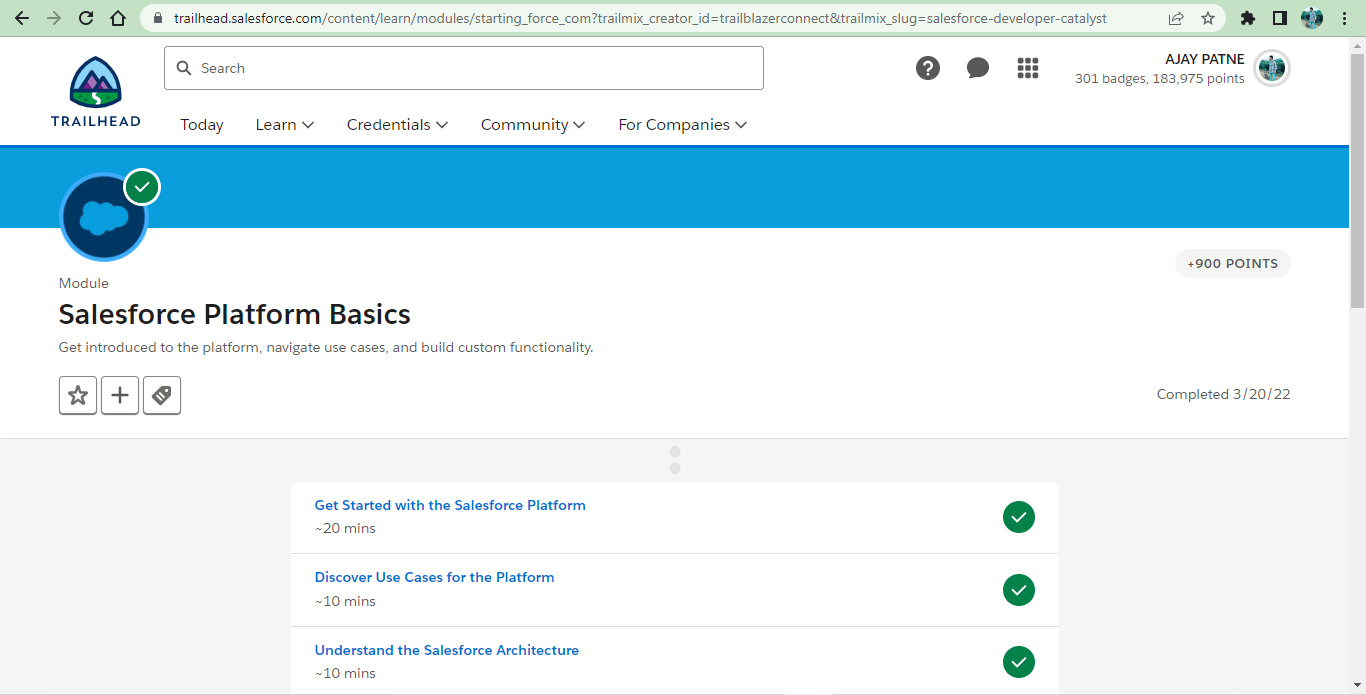 trailhead.salesforce.com/content/learn/modules/starting_force_com?trailmix_creator_id=trailblazerconnect&trailmix_slug=salesforce-developer-catalyst
TRAILHEAD
Search
AJAY PATNE
301 badges, 183,975 points
Today Learn Credentials Community For Companies
+900 POINTS
Module
Salesforce Platform Basics
Get introduced to the platform, navigate use cases, and build custom functionality.
Completed 3/20/22
Get Started with the Salesforce Platform
~20 mins
Discover Use Cases for the Platform
~10 mins
Understand the Salesforce Architecture
~10 mins